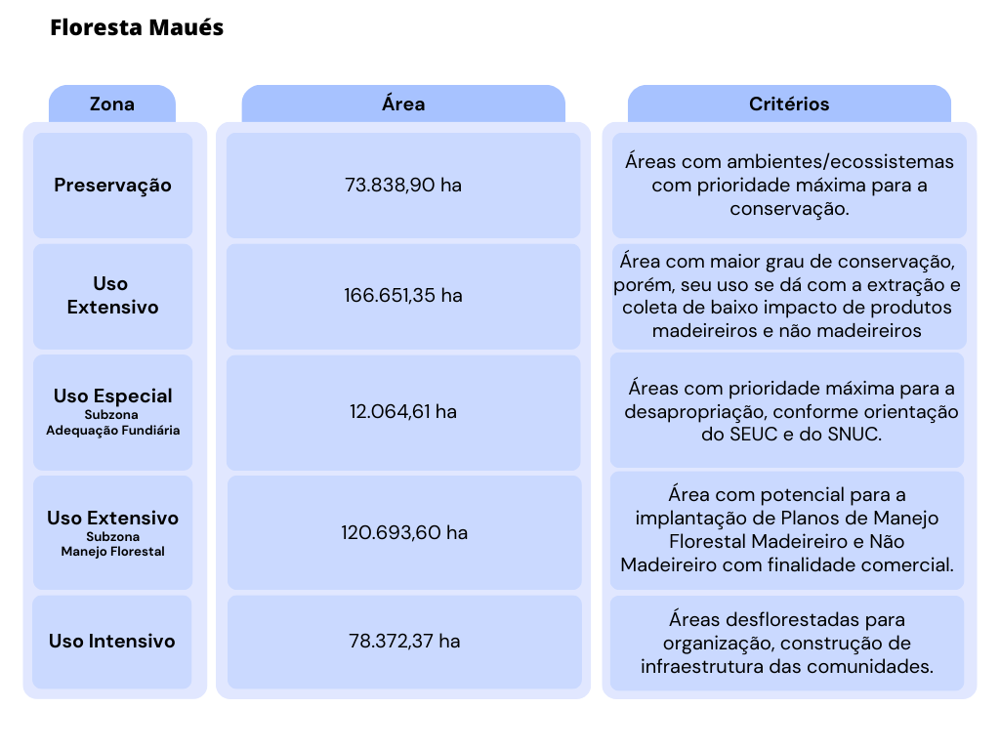 Floresta Maués
Zona
Área
Critérios
Preservação
73.838,90 ha
Áreas com ambientes/ecossistemas
com prioridade máxima para a
conservação.
Uso
Extensivo
166.651,35 ha
Área com maior grau de conservação,
porém, seu uso se dá com a extração e
coleta de baixo impacto de produtos
madeireiros e não madeireiros
Uso Especial
Subzona
Adequação Fundiária
12.064,61 ha
Áreas com prioridade máxima para a
desapropriação, conforme orientação
do SEUC e do SNUC.
Uso Extensivo
Subzona
Manejo Florestal
120.693,60 ha
Área com potencial para a
implantação de Planos de Manejo
Florestal Madeireiro e Não
Madeireiro com finalidade comercial.
Uso Intensivo
78.372,37 ha
Áreas desflorestadas para
organização, construção de
infraestrutura das comunidades.